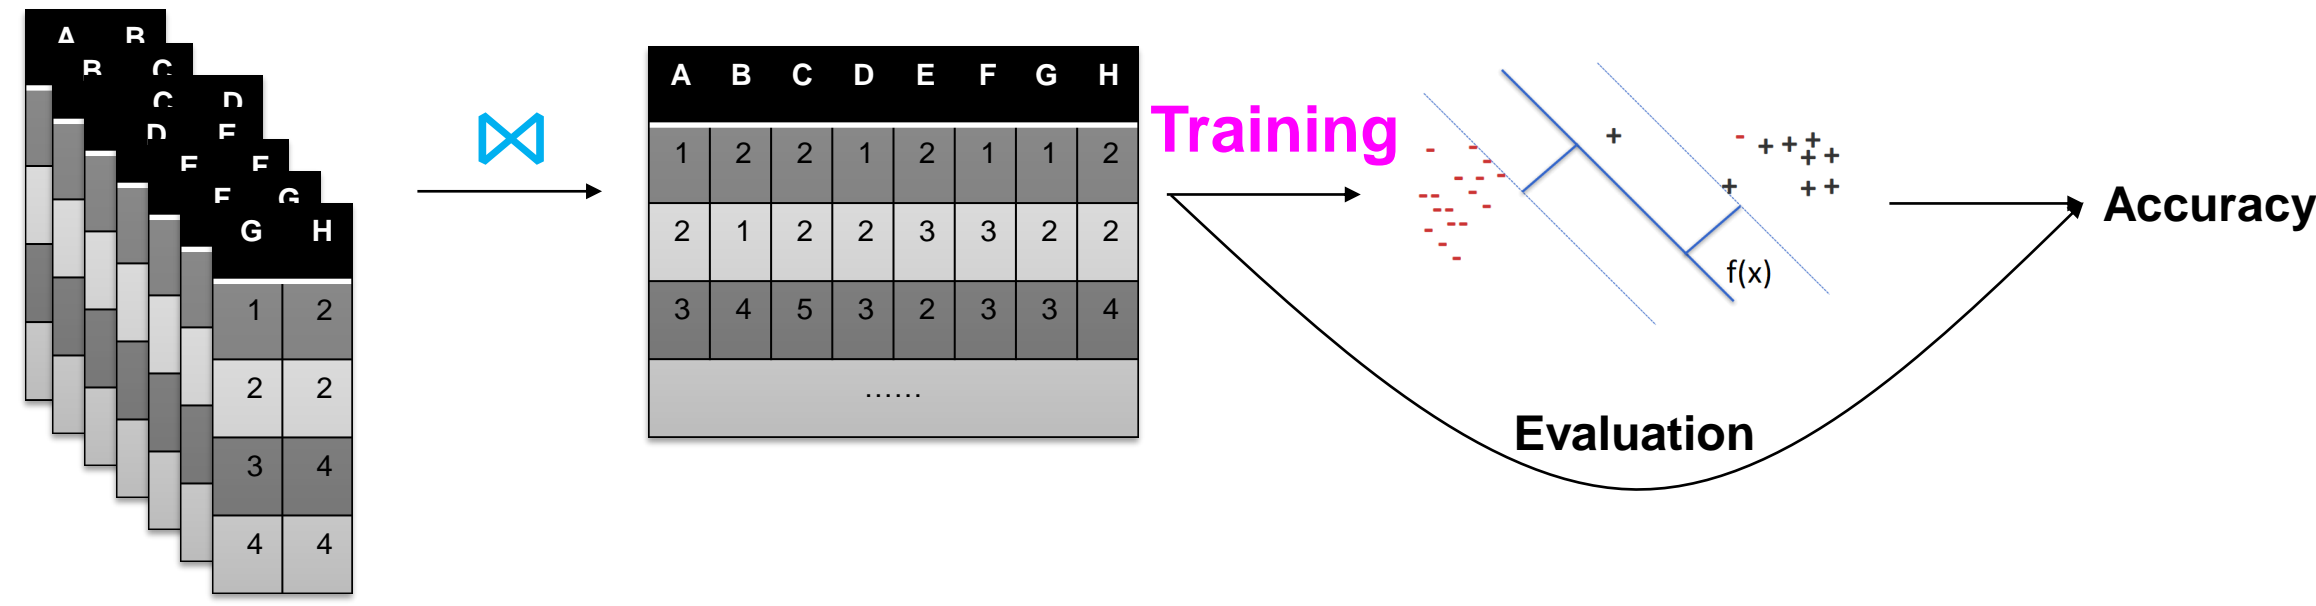 A B
B C
C D
D E
E F
F G
G H
1 2
2 2
3 4
4 4
⋈
A B C D E F G H
1 2 2 1 2 1 1 2
2 1 2 2 3 3 2 2
3 4 5 3 2 3 3 4
......
Training
f(x)
Evaluation
Accuracy